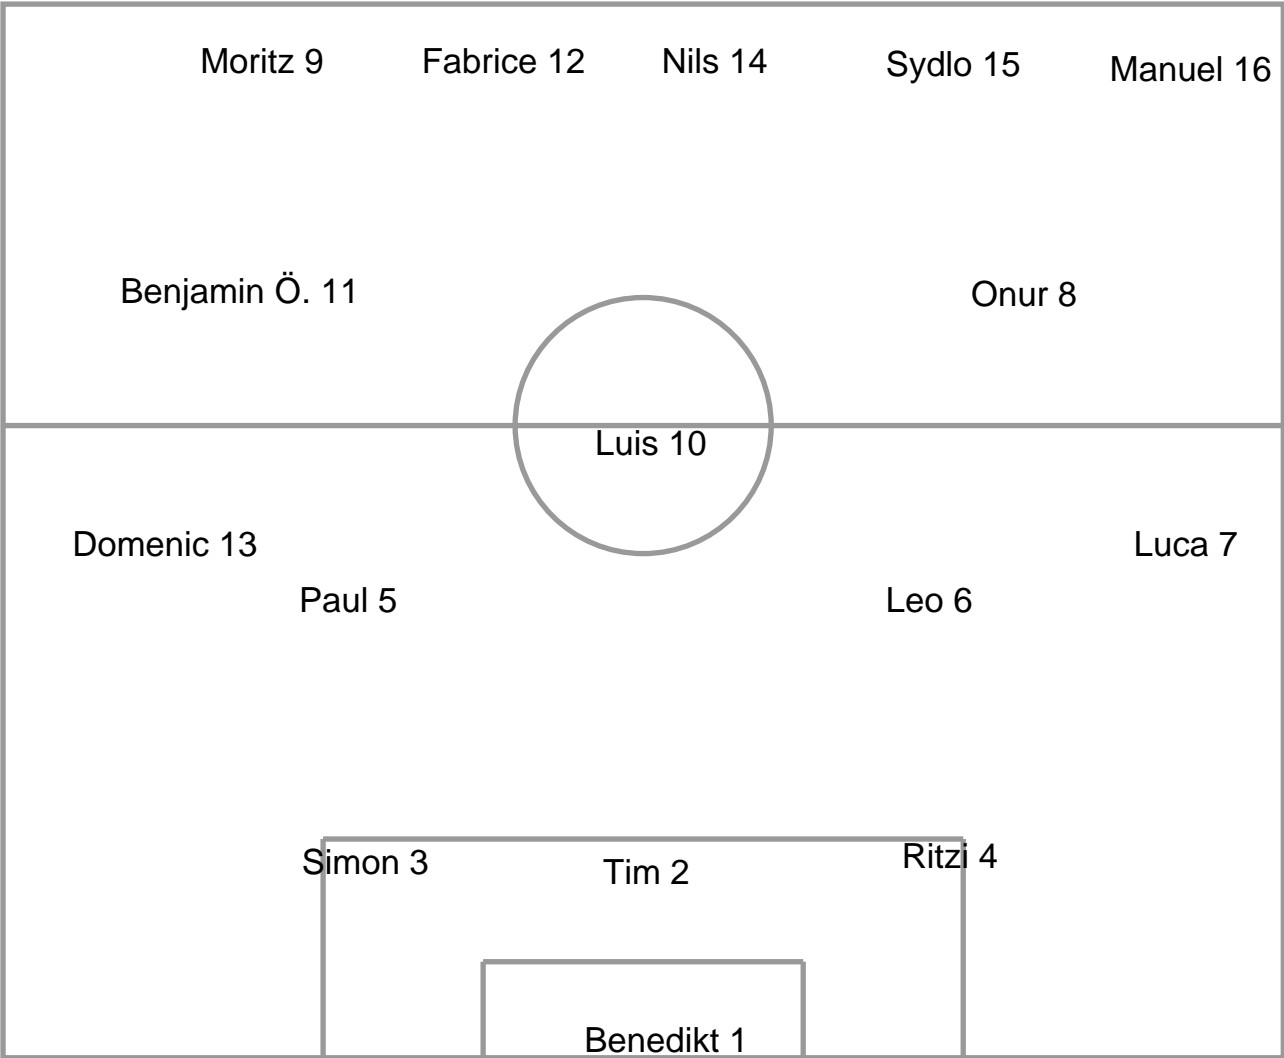 Moritz 9 Fabrice 12 Nils 14 Sydlo 15 Manuel 16
Benjamin Ö. 11 Onur 8
Luis 10
Domenic 13 Luca 7
Paul 5 Leo 6
Simon 3 Tim 2 Ritzi 4
Benedikt 1